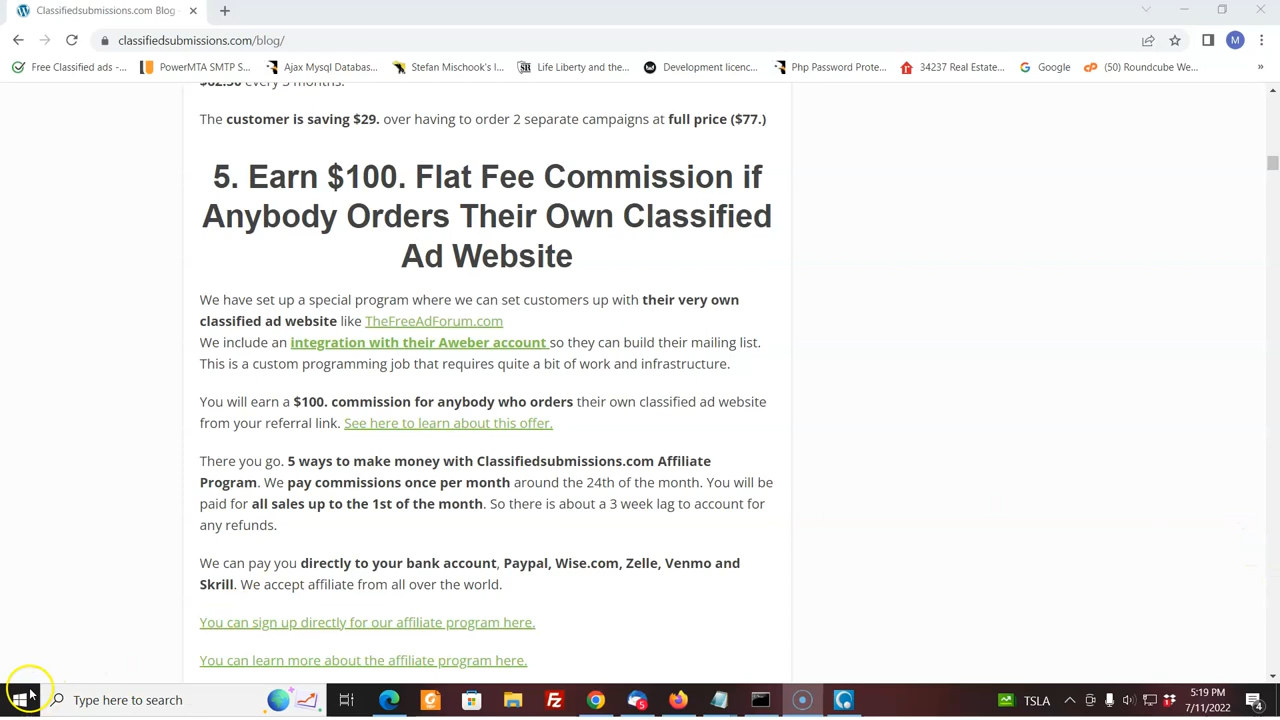 Classifiedsubmissions.com Blog
classifiedsubmissions.com/blog/
M
Free Classified ads -...
PowerMTA SMTP S...
Ajax Mysql Databas...
Stefan Mischook's I...
Life Liberty and the...
Development licenc...
Php Password Prote...
34237 Real Estate...
Google
(50) Roundcube We...
»
$62.50 every 3 months.
The customer is saving $29. over having to order 2 separate campaigns at full price ($77.)
5. Earn $100. Flat Fee Commission if
Anybody Orders Their Own Classified
Ad Website
We have set up a special program where we can set customers up with their very own
classified ad website like TheFreeAdForum.com
We include an integration with their Aweber account so they can build their mailing list.
This is a custom programming job that requires quite a bit of work and infrastructure.
You will earn a $100. commission for anybody who orders their own classified ad website
from your referral link. See here to learn about this offer.
There you go. 5 ways to make money with Classifiedsubmissions.com Affiliate
Program. We pay commissions once per month around the 24th of the month. You will be
paid for all sales up to the 1st of the month. So there is about a 3 week lag to account for
any refunds.
We can pay you directly to your bank account, Paypal, Wise.com, Zelle, Venmo and
Skrill. We accept affiliate from all over the world.
You can sign up directly for our affiliate program here.
You can learn more about the affiliate program here.
Type here to search
5
TSLA
5:19 PM
7/11/2022
4